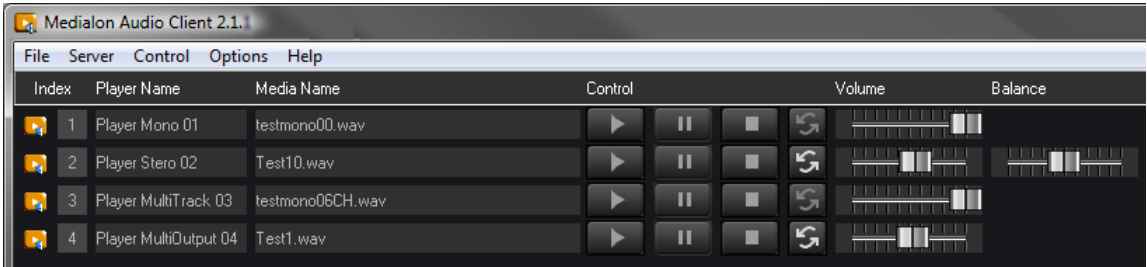 Medialon Audio Client 2.1.1
File Server Control Options Help
Index Player Name Media Name Control Volume Balance
1 Player Mono 01 testmono00.wav
2 Player Stero 02 Test10.wav
3 Player MultiTrack 03 testmono06CH.wav
4 Player MultiOutput 04 Test1.wav